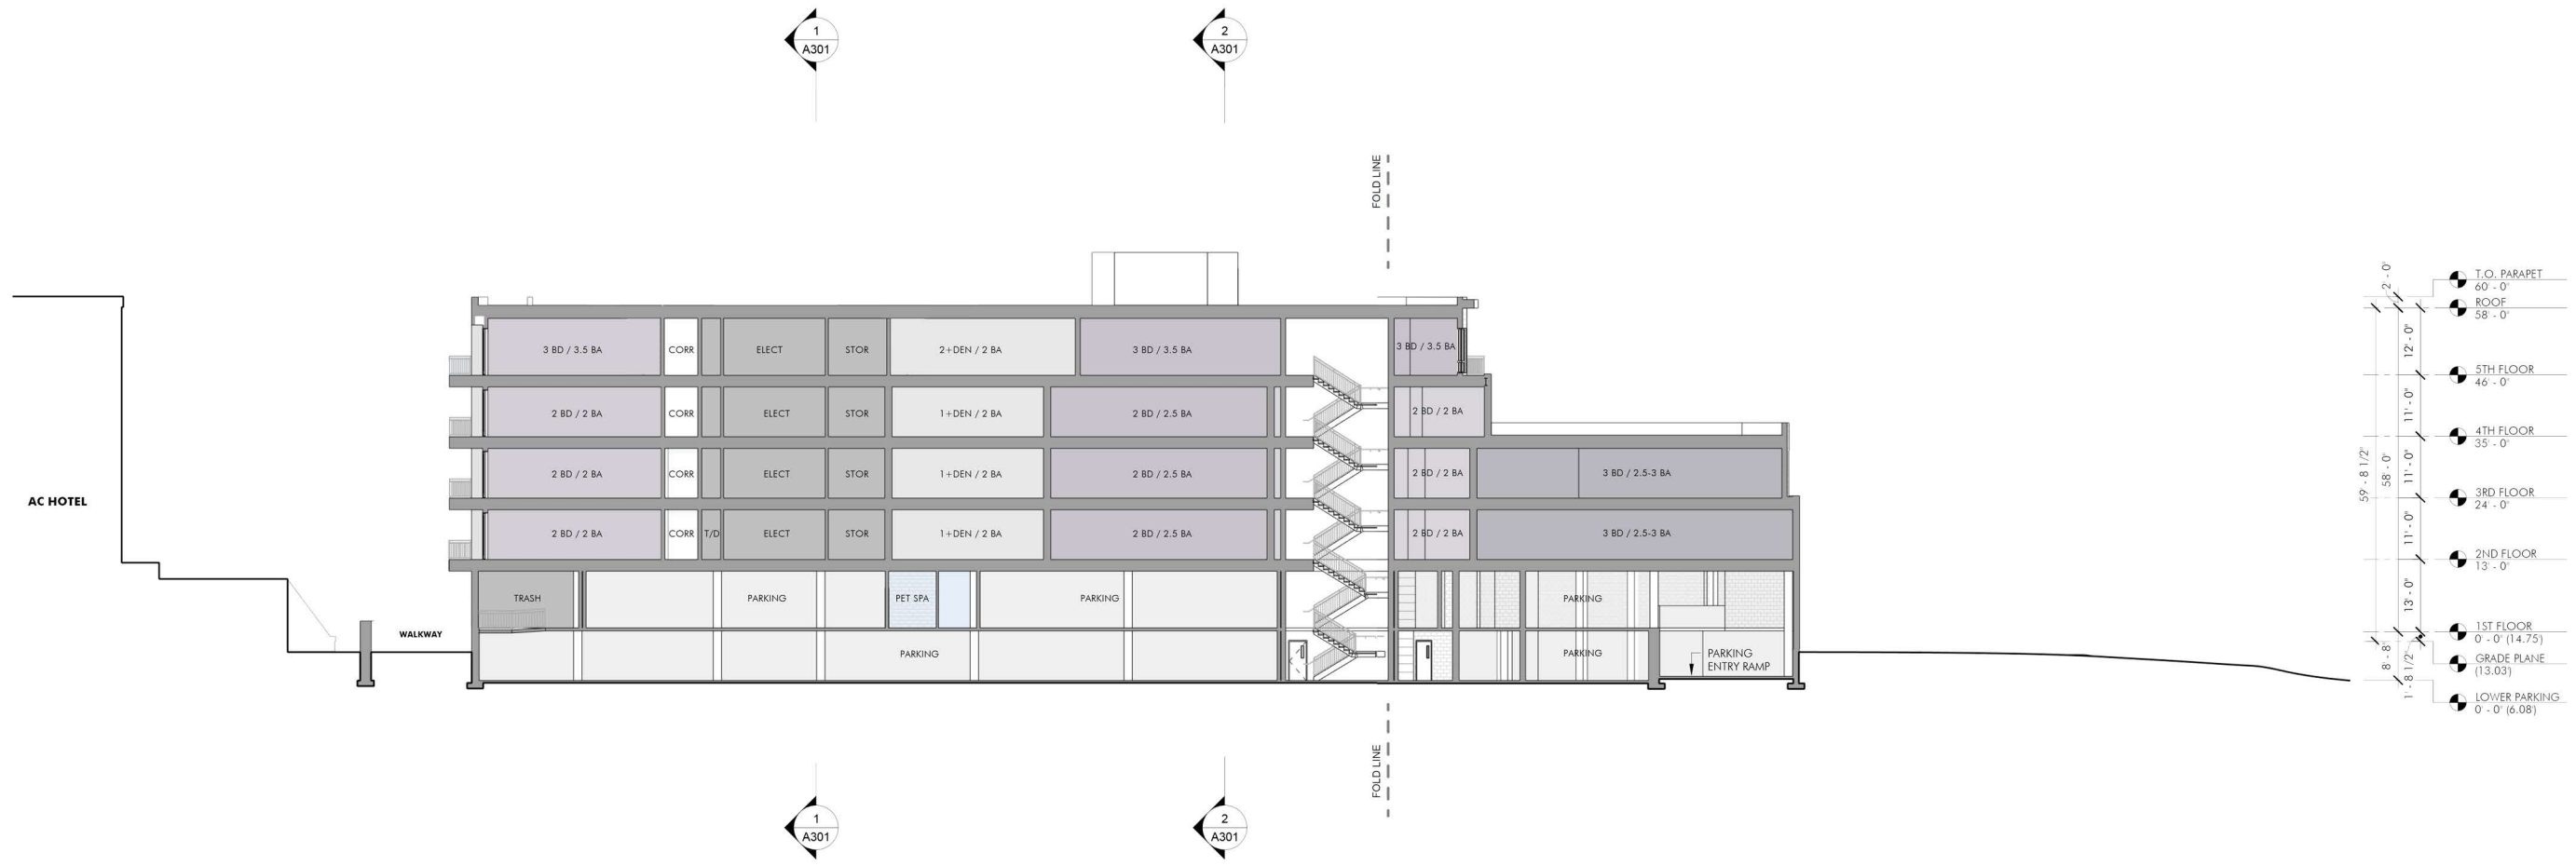 1
A301
2
A301
FOLD LINE
T.O. PARAPET
60' - 0"
2' - 0"
ROOF
58' - 0"
3 BD / 3.5 BA
CORR
ELECT
STOR
2+DEN / 2 BA
3 BD / 3.5 BA
3 BD / 3.5 BA
12' - 0"
5TH FLOOR
46' - 0"
2 BD / 2 BA
CORR
ELECT
STOR
1+DEN / 2 BA
2 BD / 2.5 BA
2 BD / 2 BA
11' - 0"
4TH FLOOR
35' - 0"
2 BD / 2 BA
CORR
ELECT
STOR
1+DEN / 2 BA
2 BD / 2.5 BA
2 BD / 2 BA
3 BD / 2.5-3 BA
59' - 8 1/2"
58' - 0"
11' - 0"
AC HOTEL
3RD FLOOR
24' - 0"
2 BD / 2 BA
CORR
T/D
ELECT
STOR
1+DEN / 2 BA
2 BD / 2.5 BA
2 BD / 2 BA
3 BD / 2.5-3 BA
11' - 0"
2ND FLOOR
13' - 0"
TRASH
PARKING
PET SPA
PARKING
PARKING
13' - 0"
1ST FLOOR
0' - 0" (14.75')
WALKWAY
PARKING
PARKING
PARKING
ENTRY RAMP
8' - 8"
1' - 8 1/2"
GRADE PLANE
(13.03')
LOWER PARKING
0' - 0" (6.08')
FOLD LINE
1
A301
2
A301